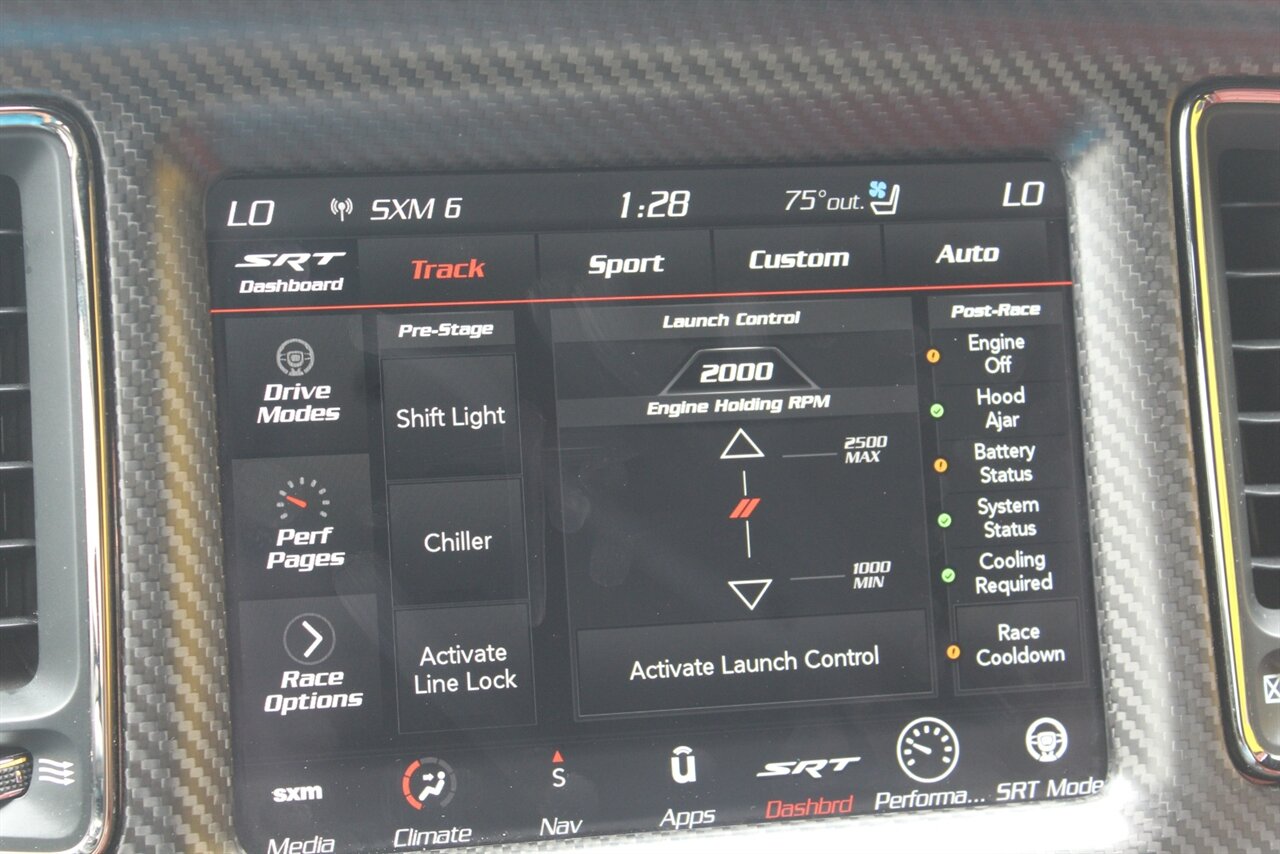 LO
SXM 6
1:28
75°out.
LO
SRT
Dashboard
Track
Sport
Custom
Auto
Drive
Modes
Perf
Pages
Race
Options
Pre-Stage
Shift Light
Chiller
Activate
Line Lock
Launch Control
2000
Engine Holding RPM
2500
MAX
1000
MIN
Activate Launch Control
Post-Race
Engine
Off
Hood
Ajar
Battery
Status
System
Status
Cooling
Required
Race
Cooldown
sxm
Media
Climate
S
Nav
Apps
SRT
Dashbrd
Performa...
SRT Mode